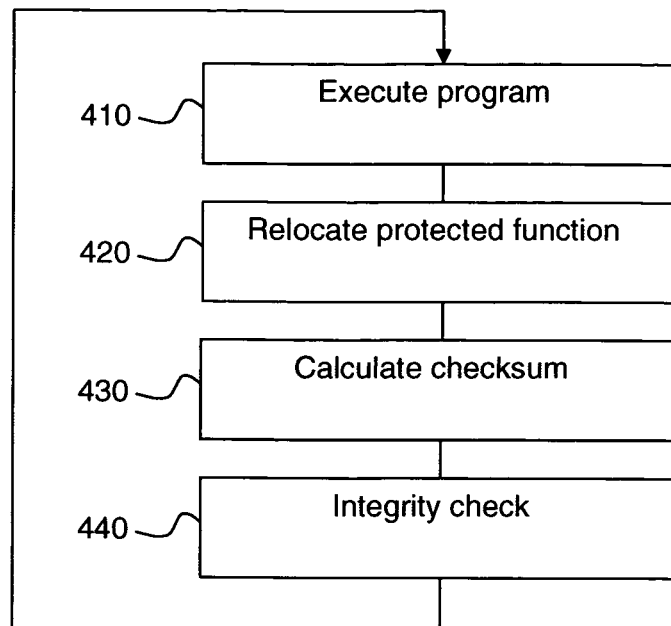 Execute program
410
Relocate protected function
420
Calculate checksum
430
Integrity check
440